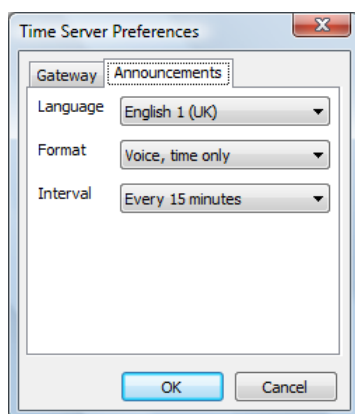 Time Server Preferences
Gateway Announcements
Language English 1 (UK)
Format Voice, time only
Interval Every 15 minutes
OK Cancel